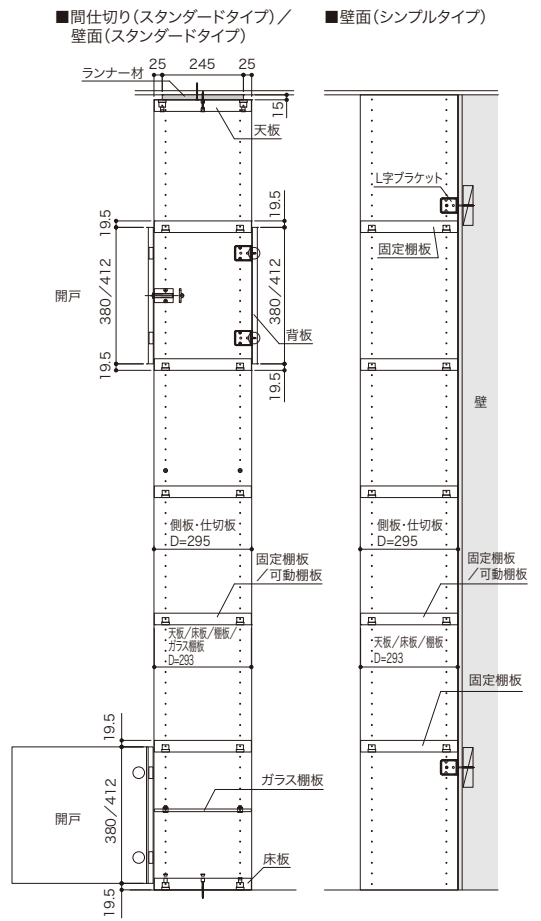 ■間仕切り(スタンダードタイプ)／
壁面(スタンダードタイプ)
■壁面(シンプルタイプ)
25 245 25
ランナー材
15
天板
L字ブラケット
19.5
19.5
固定棚板
開戸
380／412
380／412
背板
19.5
19.5
壁
側板・仕切板
D=295
側板・仕切板
D=295
固定棚板
／可動棚板
固定棚板
／可動棚板
天板／床板／棚板／
ガラス棚板
D=293
天板／床板／棚板
D=293
固定棚板
19.5
開戸
380／412
ガラス棚板
床板
19.5